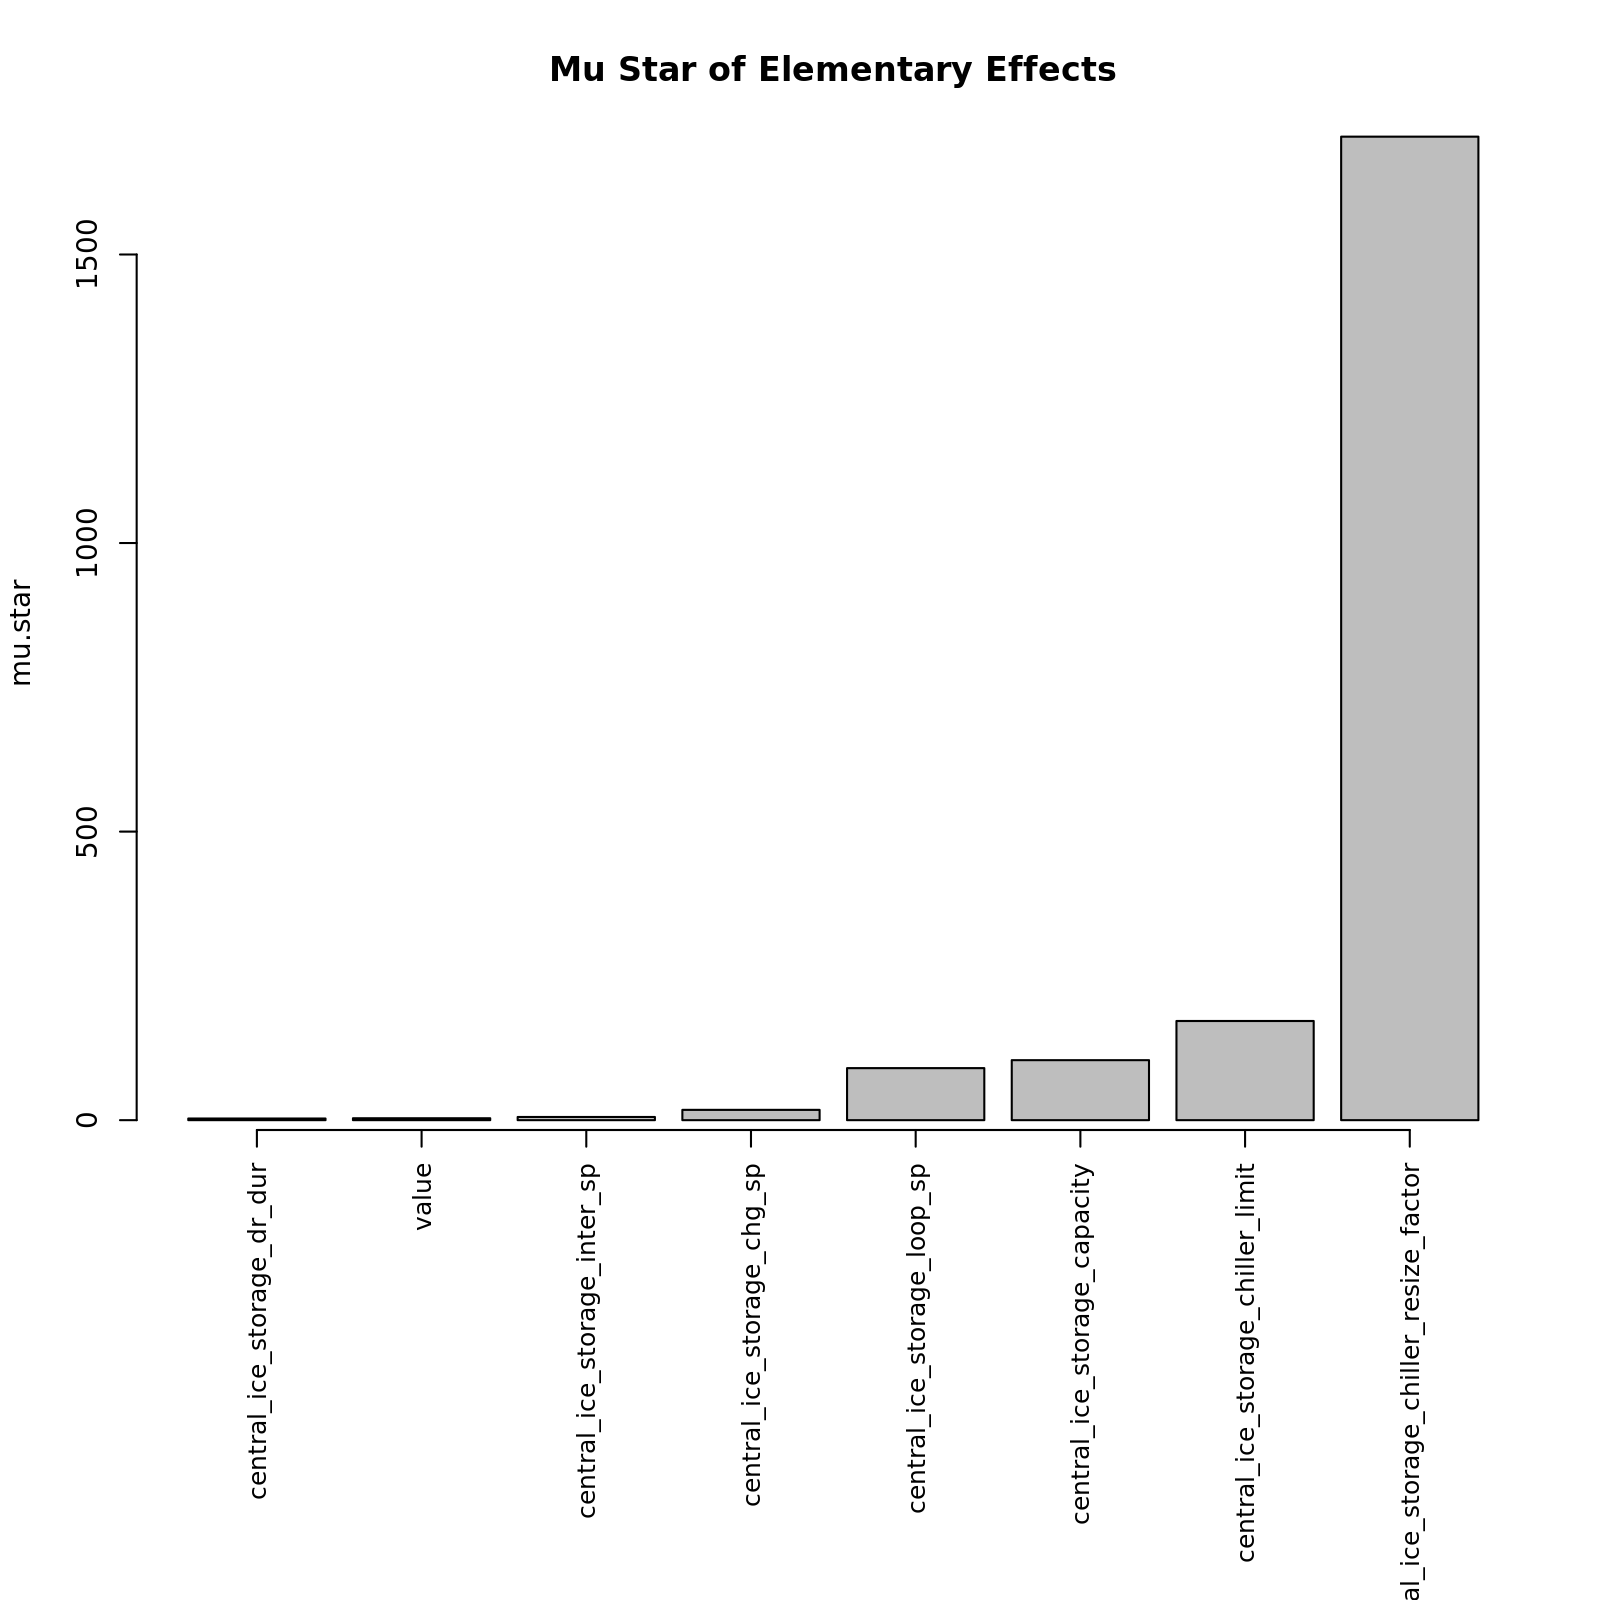 Mu Star of Elementary Effects
mu.star
1500
1000
500
0
central_ice_storage_dr_dur
value
central_ice_storage_inter_sp
central_ice_storage_chg_sp
central_ice_storage_loop_sp
central_ice_storage_capacity
central_ice_storage_chiller_limit
al_ice_storage_chiller_resize_factor